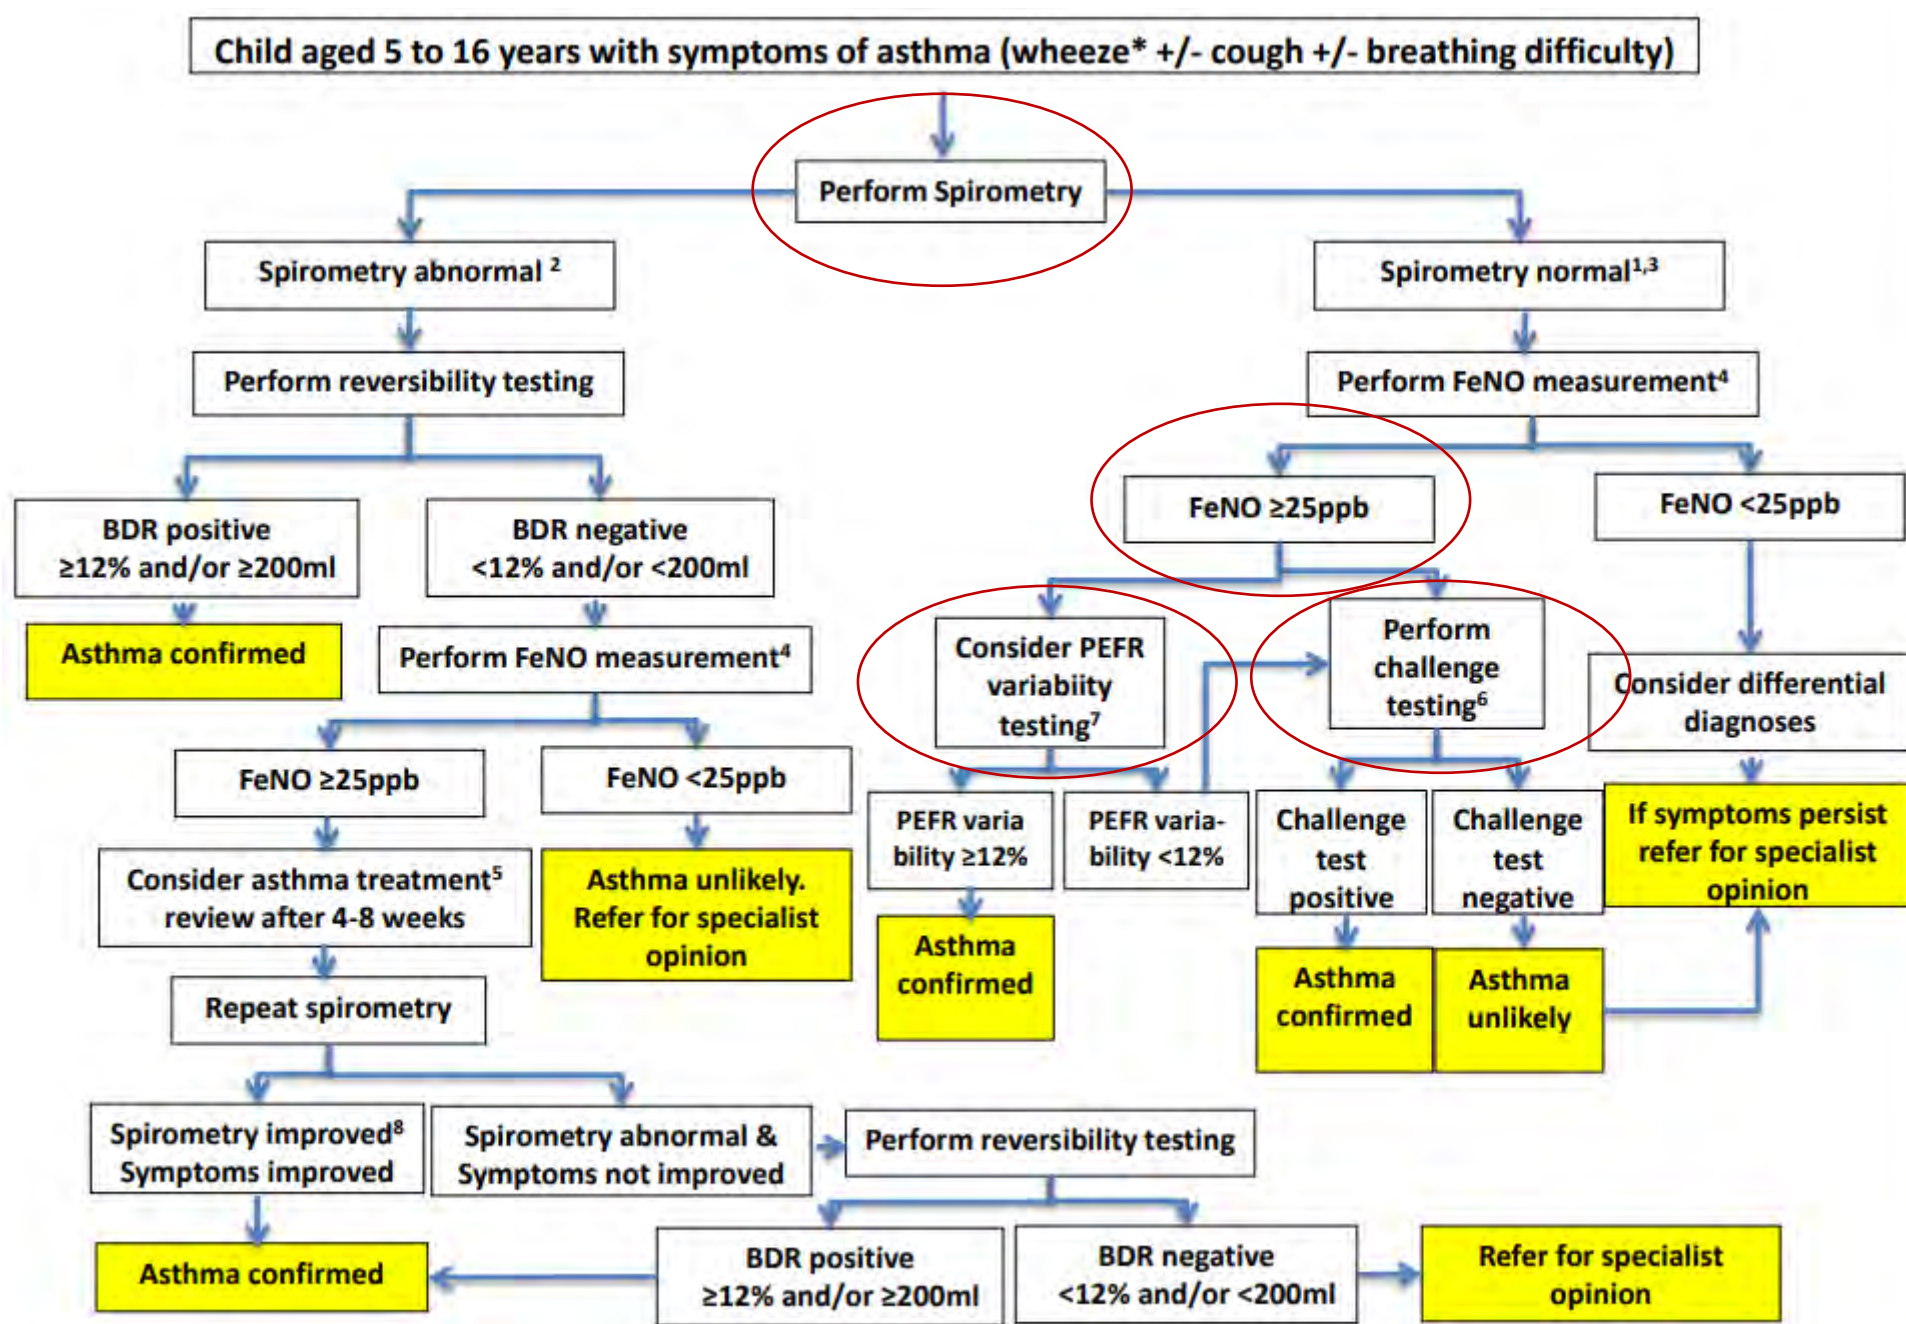 Child aged 5 to 16 years with symptoms of asthma (wheeze* +/- cough +/- breathing difficulty)
Perform Spirometry
Spirometry abnormal ²
Spirometry normal¹,³
Perform reversibility testing
Perform FeNO measurement⁴
BDR positive
≥12% and/or ≥200ml
BDR negative
<12% and/or <200ml
FeNO ≥25ppb
FeNO <25ppb
Asthma confirmed
Perform FeNO measurement⁴
Consider PEFR
variabiity
testing⁷
Perform
challenge
testing⁶
Consider differential
diagnoses
FeNO ≥25ppb
FeNO <25ppb
PEFR varia
bility ≥12%
PEFR varia-
bility <12%
Challenge
test
positive
Challenge
test
negative
If symptoms persist
refer for specialist
opinion
Consider asthma treatment⁵
review after 4-8 weeks
Asthma unlikely.
Refer for specialist
opinion
Asthma
confirmed
Asthma
confirmed
Asthma
unlikely
Repeat spirometry
Spirometry improved⁸
Symptoms improved
Spirometry abnormal &
Symptoms not improved
Perform reversibility testing
Asthma confirmed
BDR positive
≥12% and/or ≥200ml
BDR negative
<12% and/or <200ml
Refer for specialist
opinion